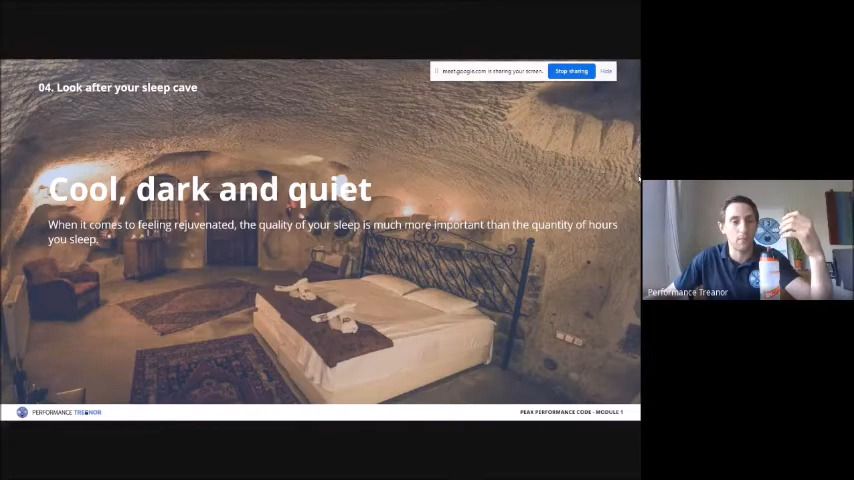 meet.google.com is sharing your screen.
Stop sharing
Hide
04. Look after your sleep cave
Cool, dark and quiet
When it comes to feeling rejuvenated, the quality of your sleep is much more important than the quantity of hours
you sleep.
Performance Treanor
PERFORMANCE TREANOR
PEAK PERFORMANCE CODE - MODULE 1